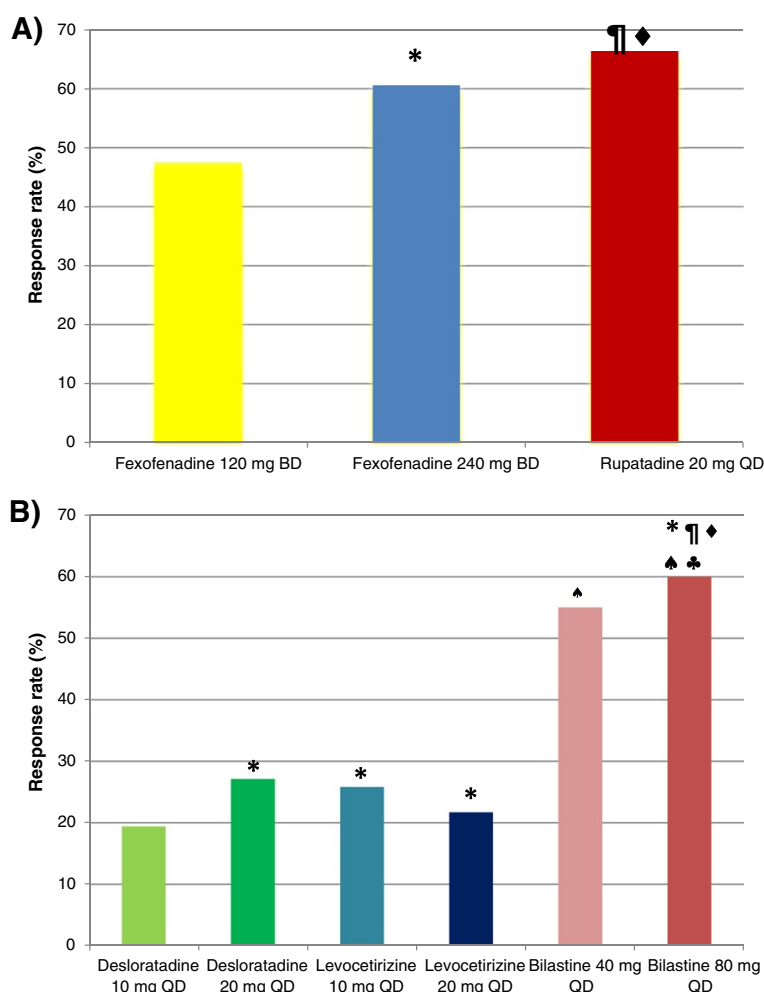 A)
70
60
50
40
30
20
10
0
Response rate (%)
*
¶ ♦
Fexofenadine 120 mg BD
Fexofenadine 240 mg BD
Rupatadine 20 mg QD
B)
70
60
50
40
30
20
10
0
Response rate (%)
*
*
*
♠
* ¶ ♦
♠ ♣
Desloratadine
10 mg QD
Desloratadine
20 mg QD
Levocetirizine
10 mg QD
Levocetirizine
20 mg QD
Bilastine 40 mg
QD
Bilastine 80 mg
QD